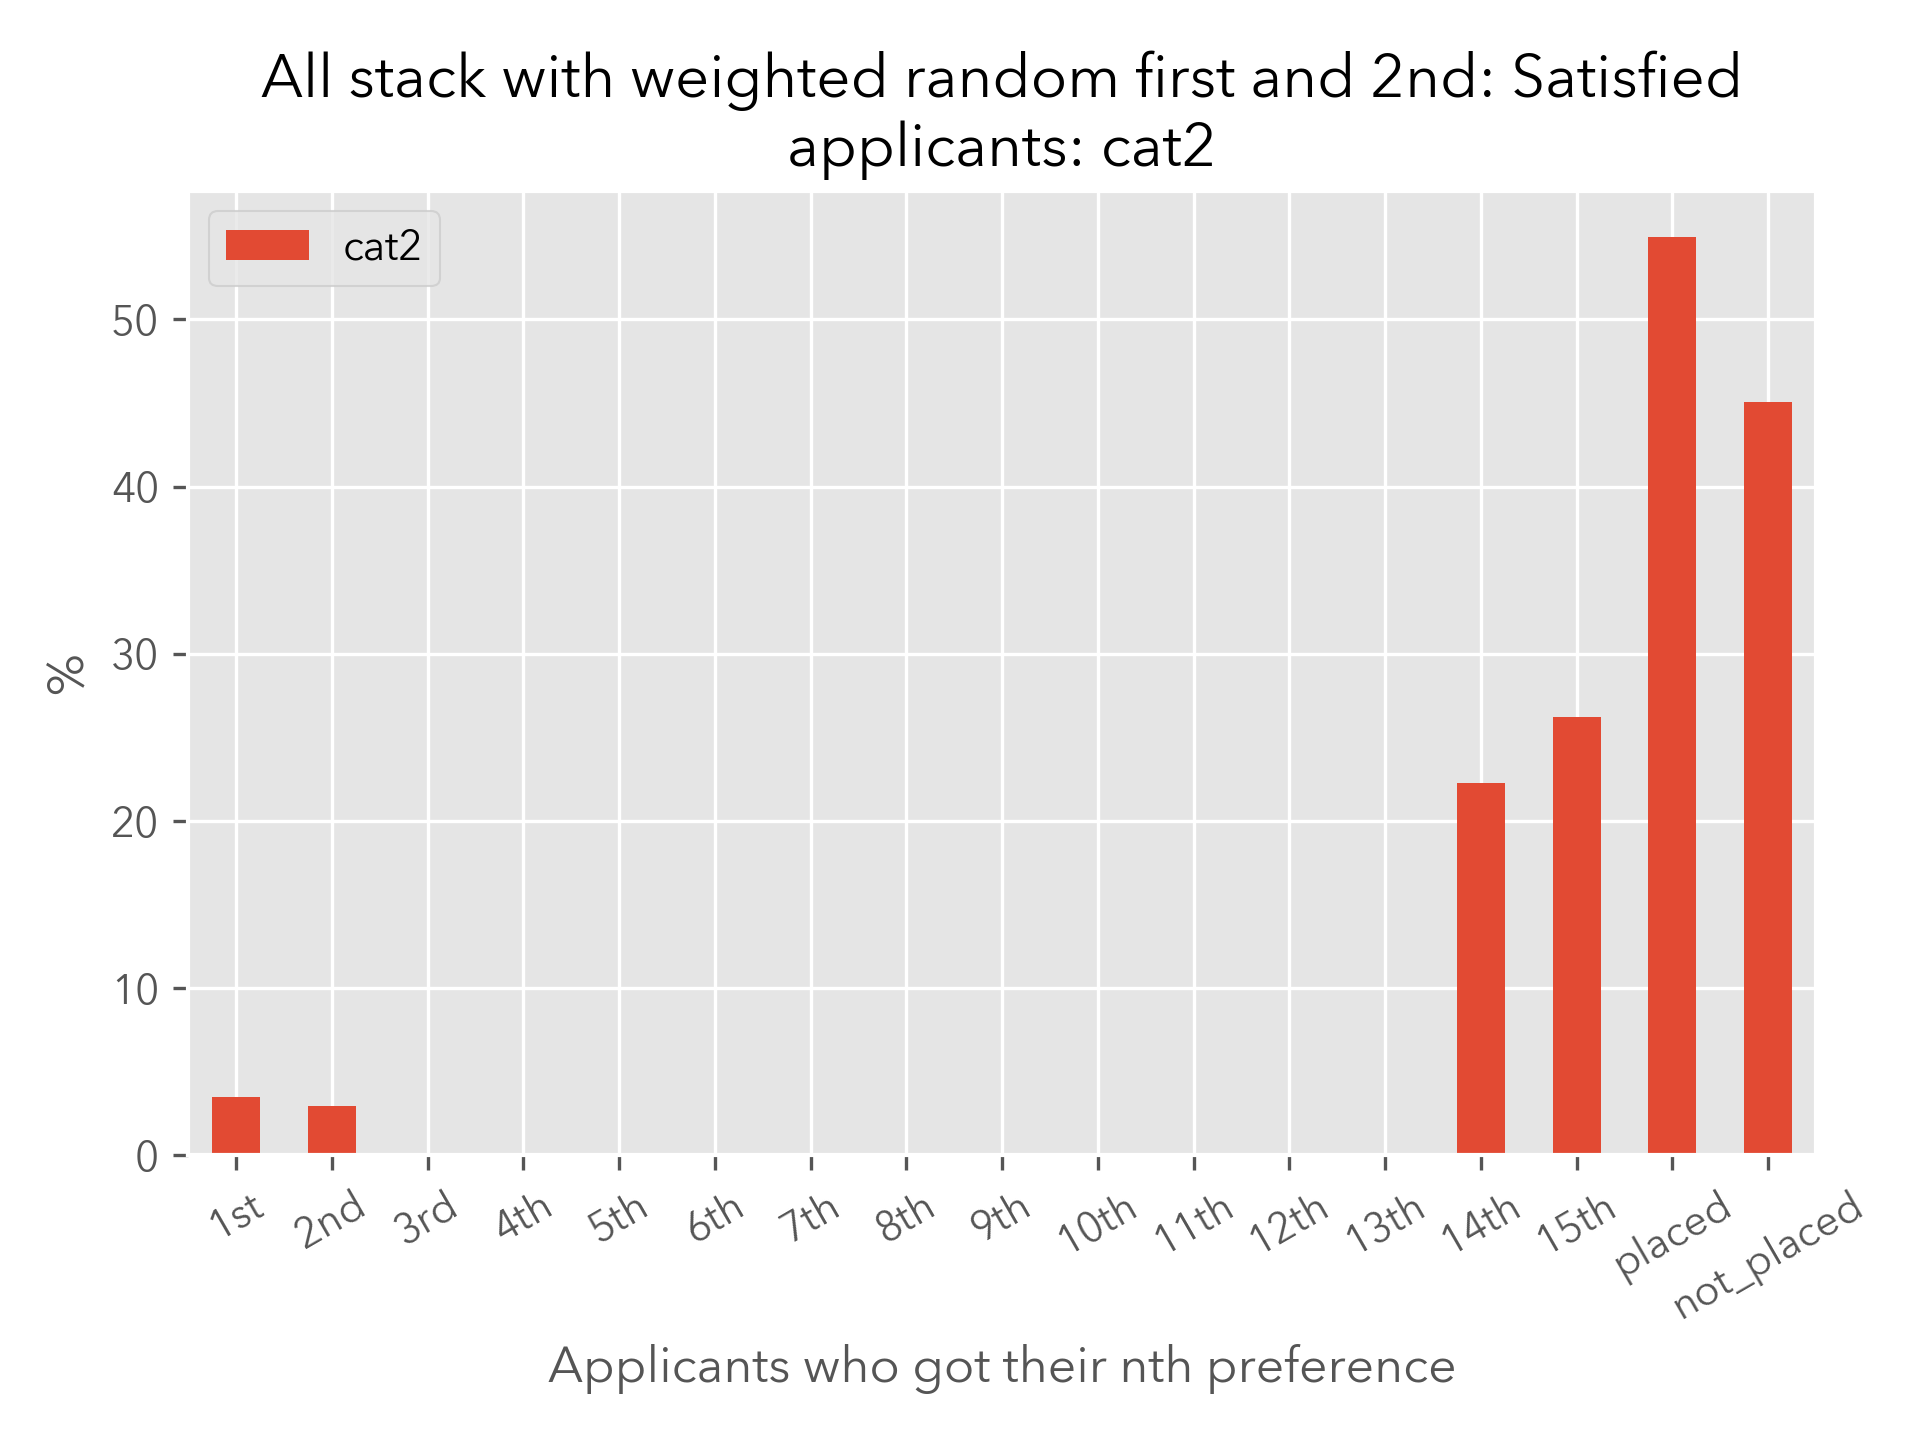 All stack with weighted random first and 2nd: Satisfied
applicants: cat2
cat2
50
40
30
20
10
0
%
1st
2nd
3rd
4th
5th
6th
7th
8th
9th
10th
11th
12th
13th
14th
15th
placed
not_placed
Applicants who got their nth preference